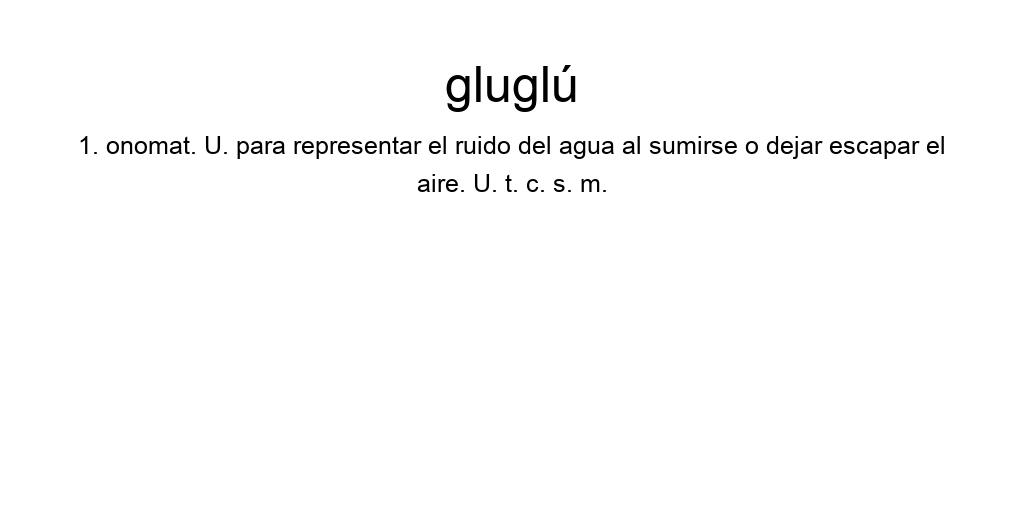 gluglú
1. onomat. U. para representar el ruido del agua al sumirse o dejar escapar el
aire. U. t. c. s. m.